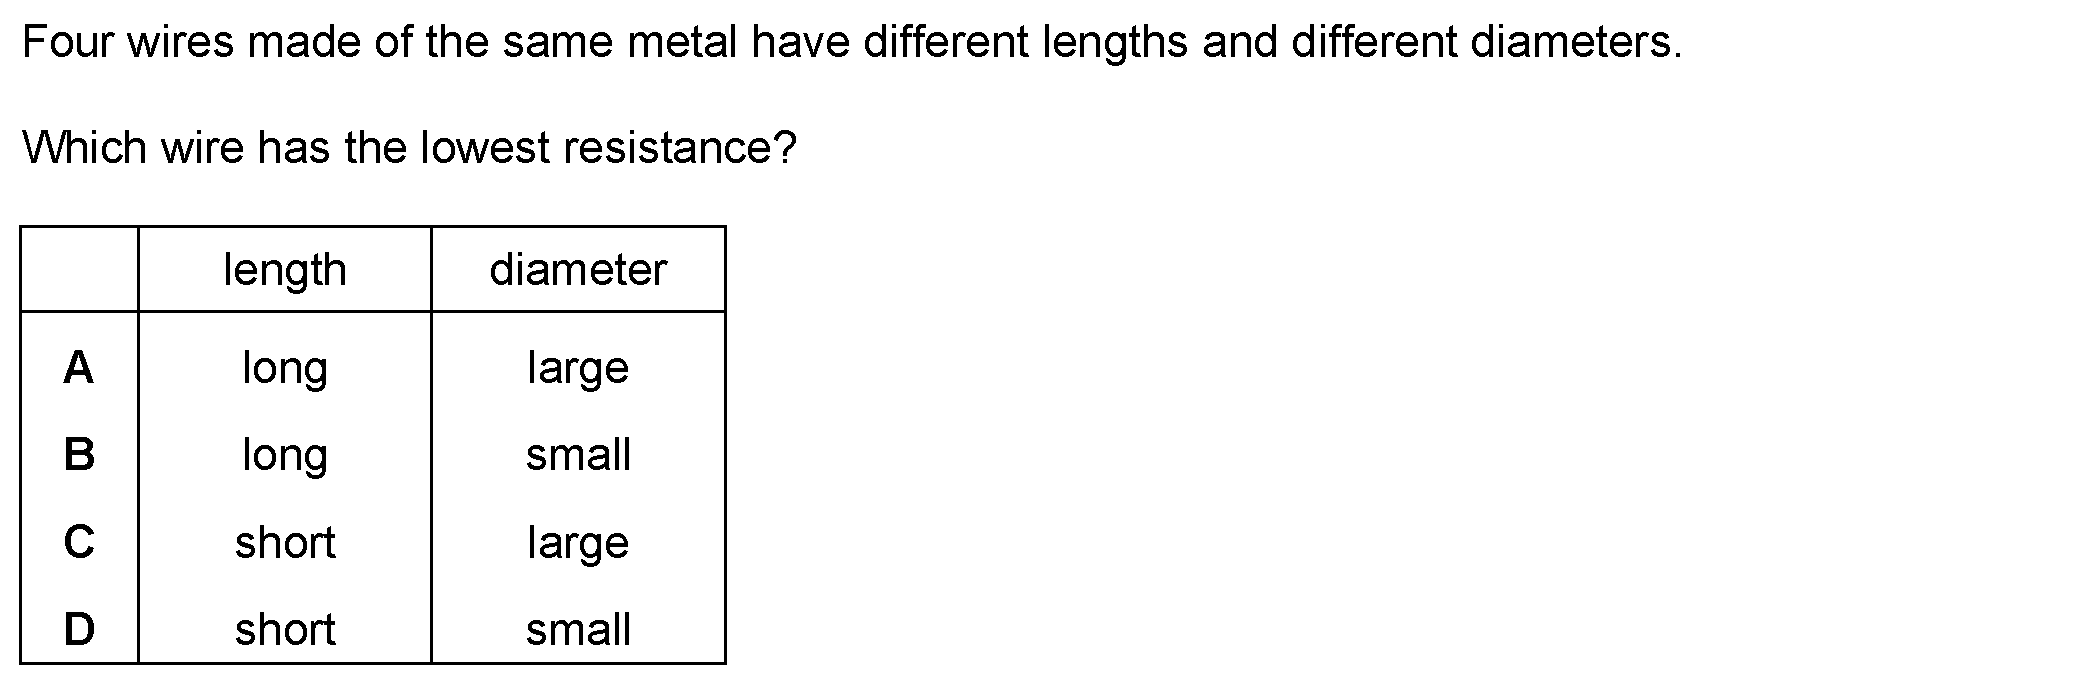 Four wires made of the same metal have different lengths and different diameters.
Which wire has the lowest resistance?
length diameter
A long large
B long small
C short large
D short small